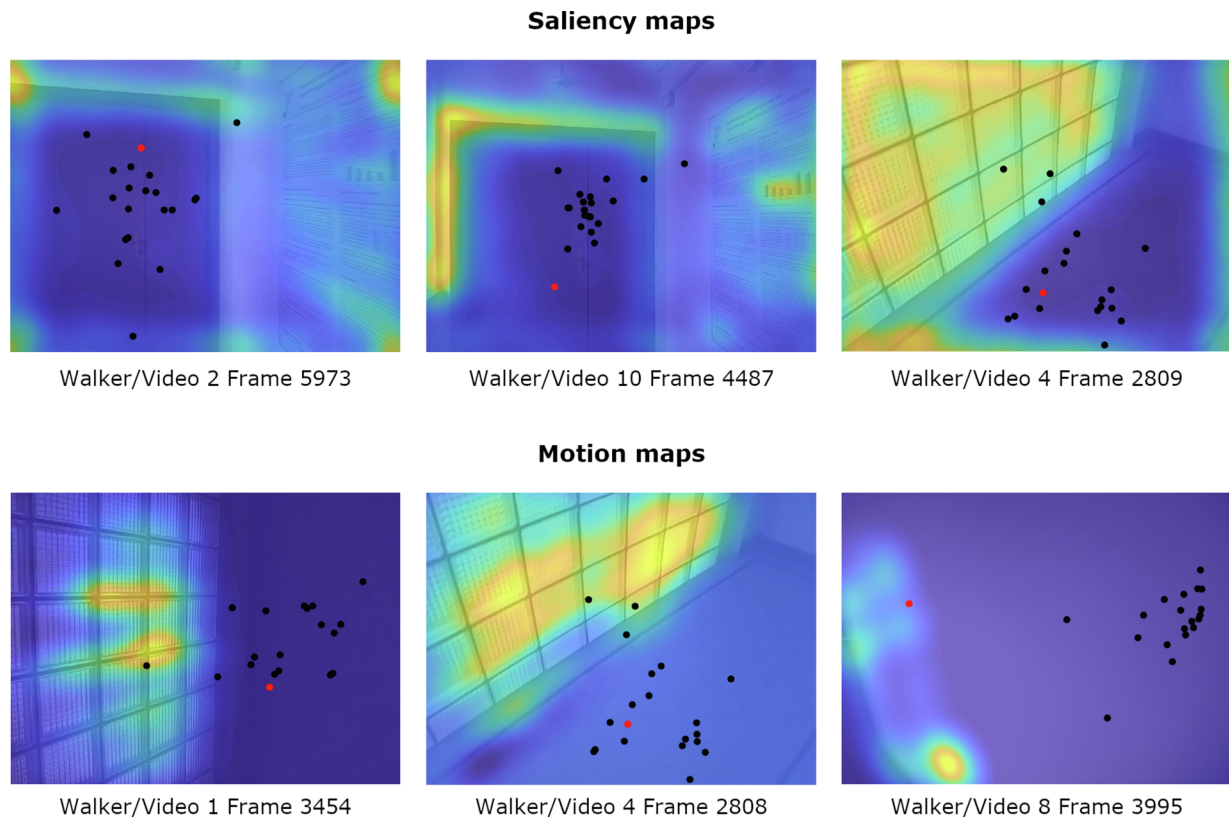 Saliency maps
Walker/Video 2 Frame 5973
Walker/Video 10 Frame 4487
Walker/Video 4 Frame 2809
Motion maps
Walker/Video 1 Frame 3454
Walker/Video 4 Frame 2808
Walker/Video 8 Frame 3995